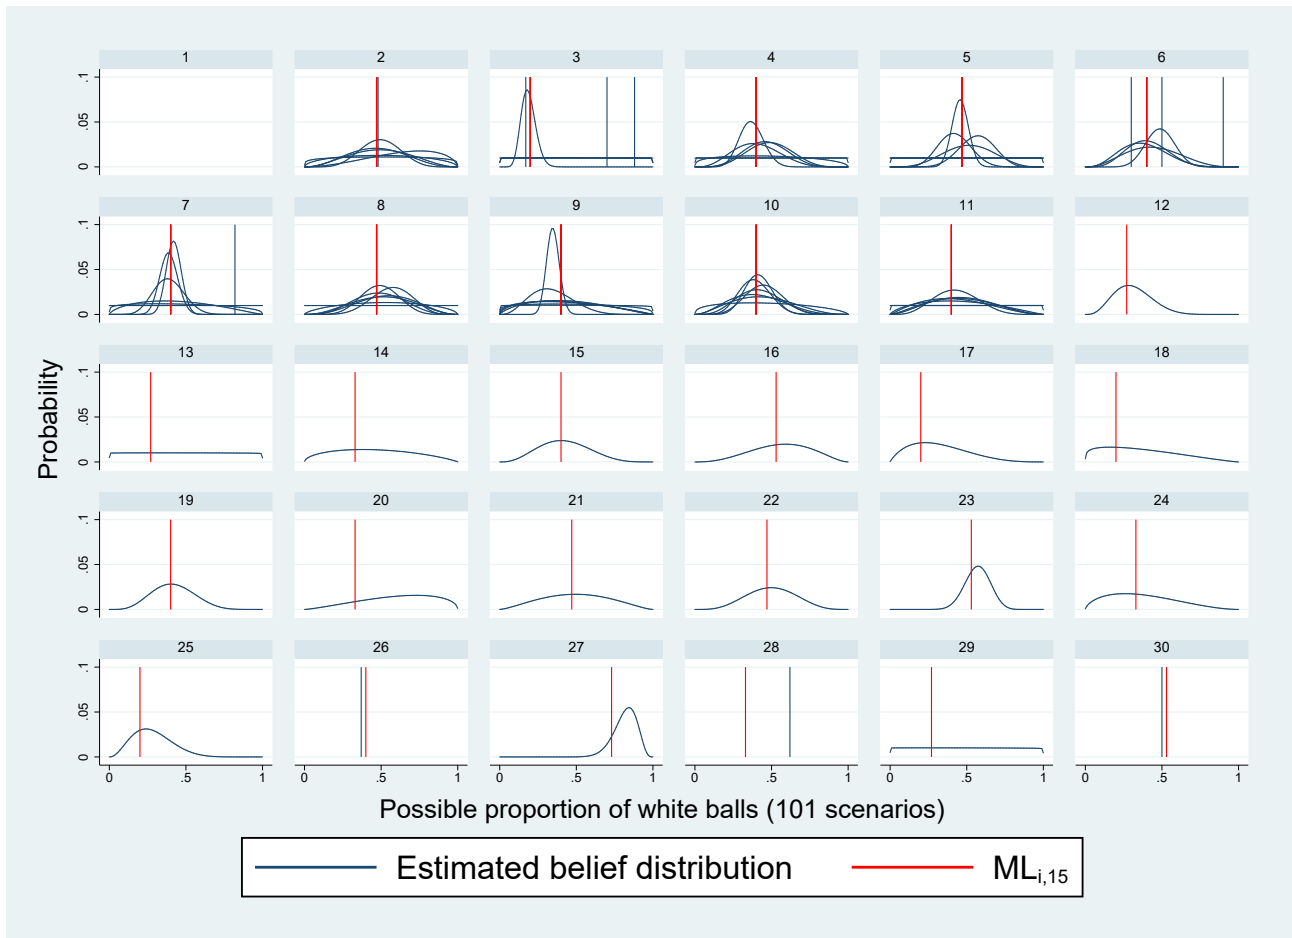 1 2 3 4 5 6
.1
.05
0
7 8 9 10 11 12
.1
.05
0
13 14 15 16 17 18
.1
.05
0
19 20 21 22 23 24
.1
.05
0
25 26 27 28 29 30
.1
.05
0
0 .5 1 0 .5 1 0 .5 1 0 .5 1 0 .5 1 0 .5 1
Probability
Possible proportion of white balls (101 scenarios)
Estimated belief distribution MLi,15